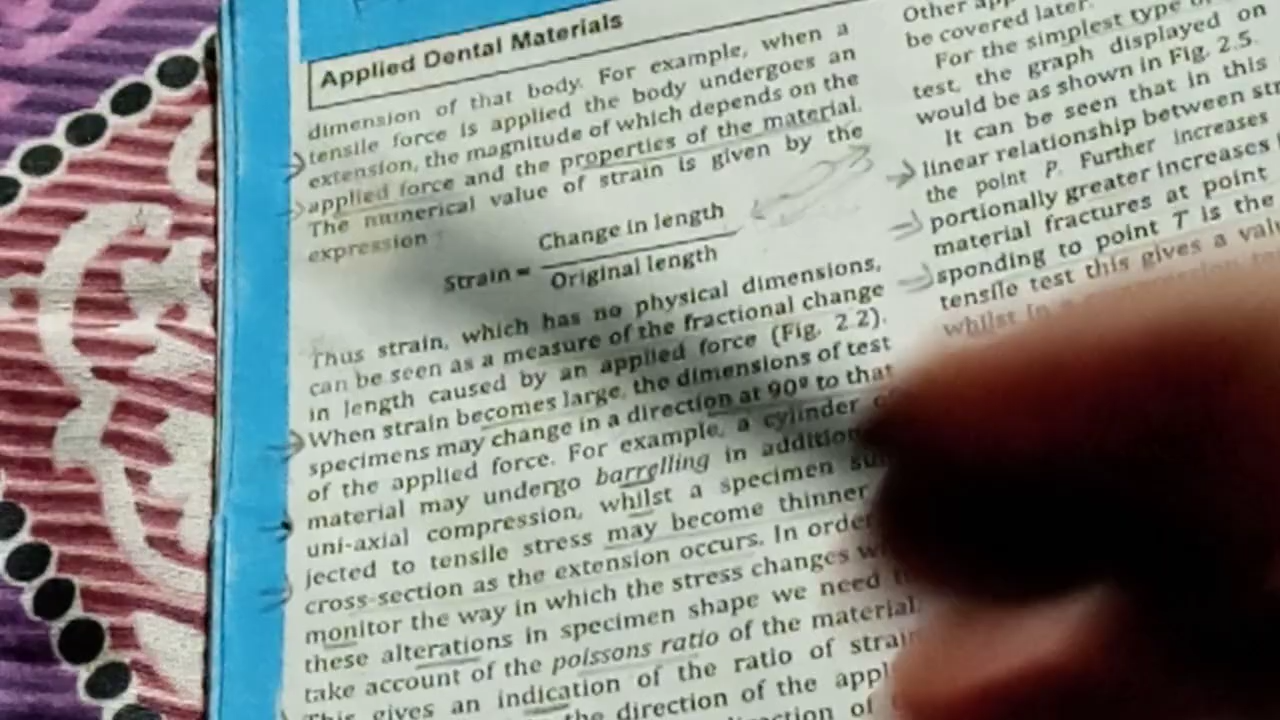 Applied Dental Materials
dimension of that body. For example, when a
tensile force is applied the body undergoes an
extension, the magnitude of which depends on the
applied force and the properties of the material.
The numerical value of strain is given by the
expression :
Strain = Change in length
Original length
Thus strain, which has no physical dimensions,
can be seen as a measure of the fractional change
in length caused by an applied force (Fig. 2.2).
When strain becomes large, the dimensions of test
specimens may change in a direction at 90° to that
of the applied force. For example, a cylinder
material may undergo barrelling in addition
uni-axial compression, whilst a specimen
jected to tensile stress may become thinner
cross-section as the extension occurs. In order
monitor the way in which the stress changes
these alterations in specimen shape we need
take account of the poissons ratio of the material.
This gives an indication of the ratio of
the direction of the
of
Other
be covered later.
For the simplest type
test, the graph displayed on
would be as shown in Fig. 2.5.
It can be seen that in this
linear relationship between
the point P. Further increases
portionally greater increases
material fractures at point
sponding to point T is the
tensile test this gives a
whilst in a